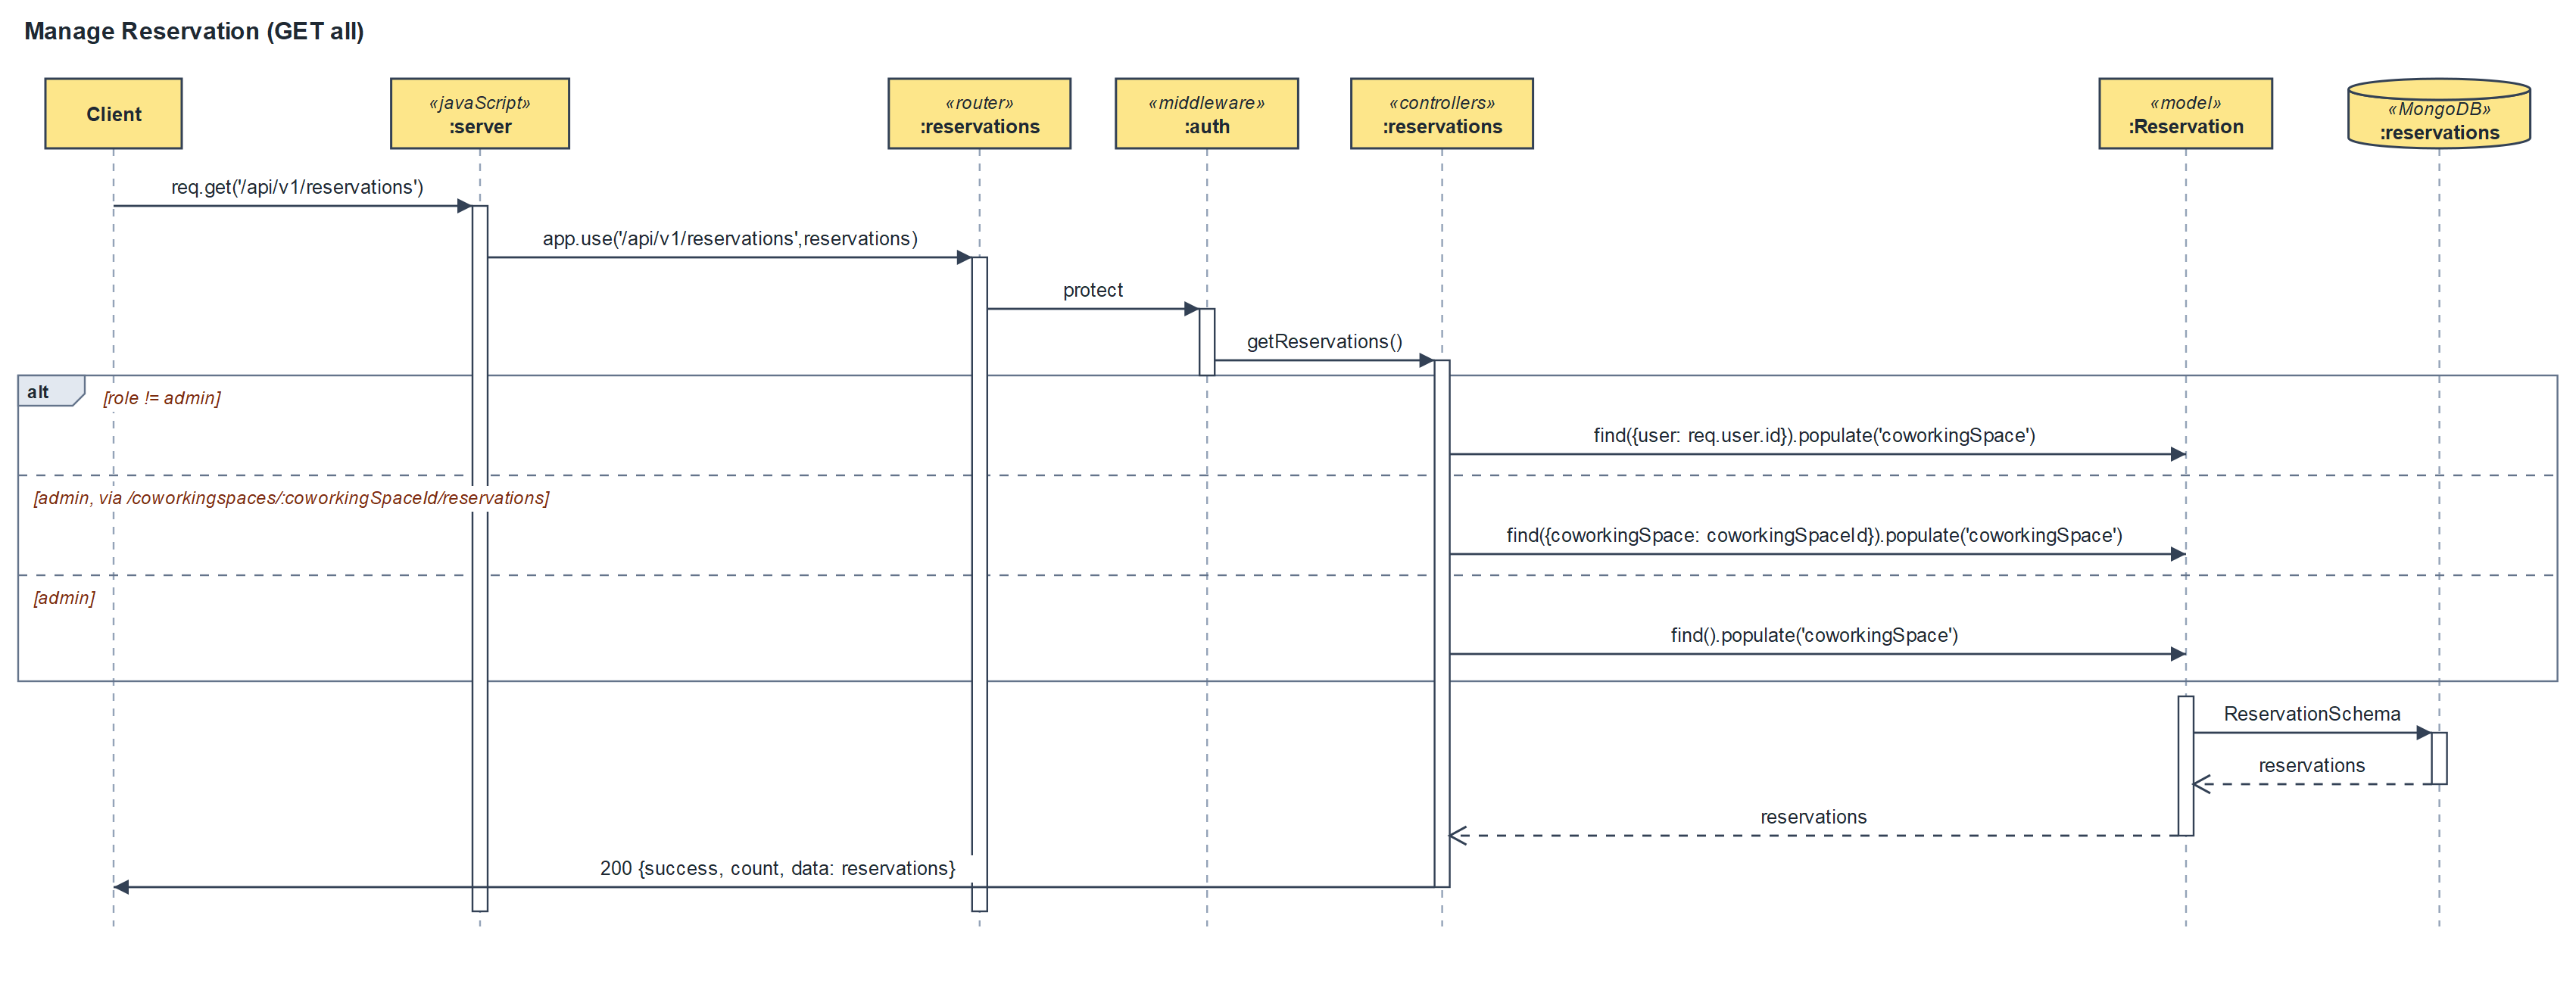 Manage Reservation (GET all)
Client
«javaScript»
:server
«router»
:reservations
«middleware»
:auth
«controllers»
:reservations
«model»
:Reservation
«MongoDB»
:reservations
req.get('/api/v1/reservations')
app.use('/api/v1/reservations',reservations)
protect
getReservations()
alt
[role != admin]
find({user: req.user.id}).populate('coworkingSpace')
[admin, via /coworkingspaces/:coworkingSpaceId/reservations]
find({coworkingSpace: coworkingSpaceId}).populate('coworkingSpace')
[admin]
find().populate('coworkingSpace')
ReservationSchema
reservations
reservations
200 {success, count, data: reservations}